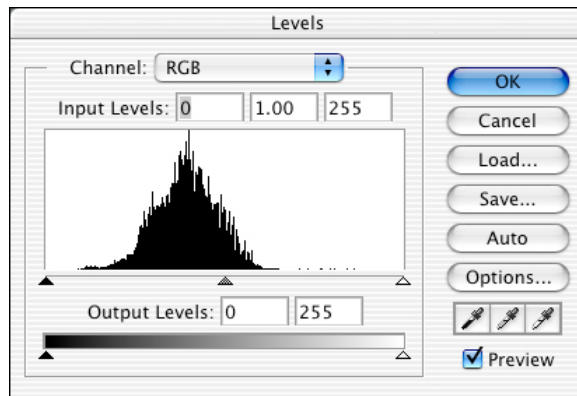 Levels
Channel: RGB
Input Levels: 0 1.00 255
Output Levels: 0 255
OK
Cancel
Load...
Save...
Auto
Options...
Preview